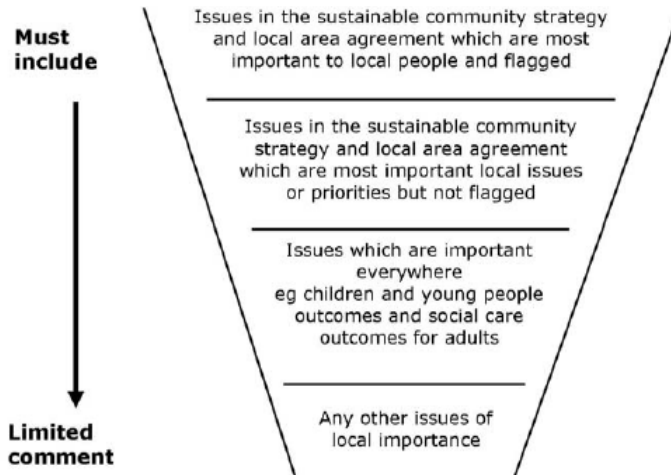 Must
include
Issues in the sustainable community strategy
and local area agreement which are most
important to local people and flagged
Issues in the sustainable community
strategy and local area agreement
which are most important local issues
or priorities but not flagged
Issues which are important
everywhere
eg children and young people
outcomes and social care
outcomes for adults
Limited
comment
Any other issues of
local importance